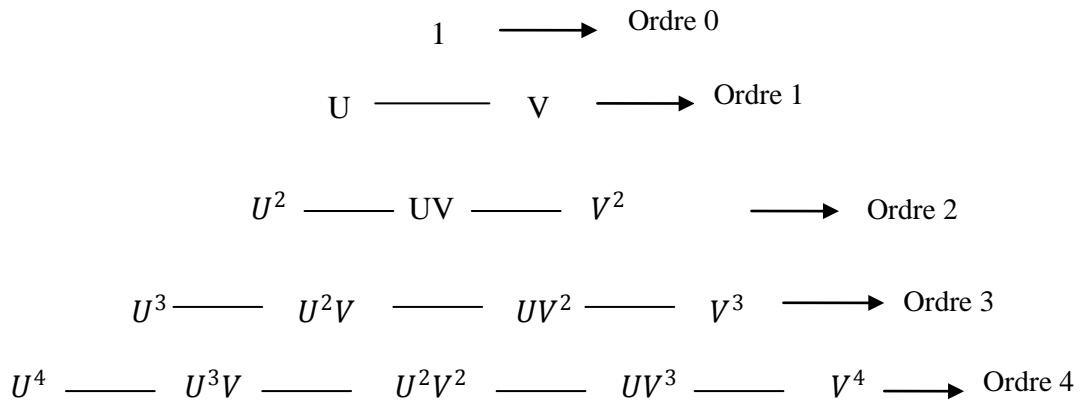 1 Ordre 0
U V Ordre 1
U² UV V² Ordre 2
U³ U²V UV² V³ Ordre 3
U⁴ U³V U²V² UV³ V⁴ Ordre 4